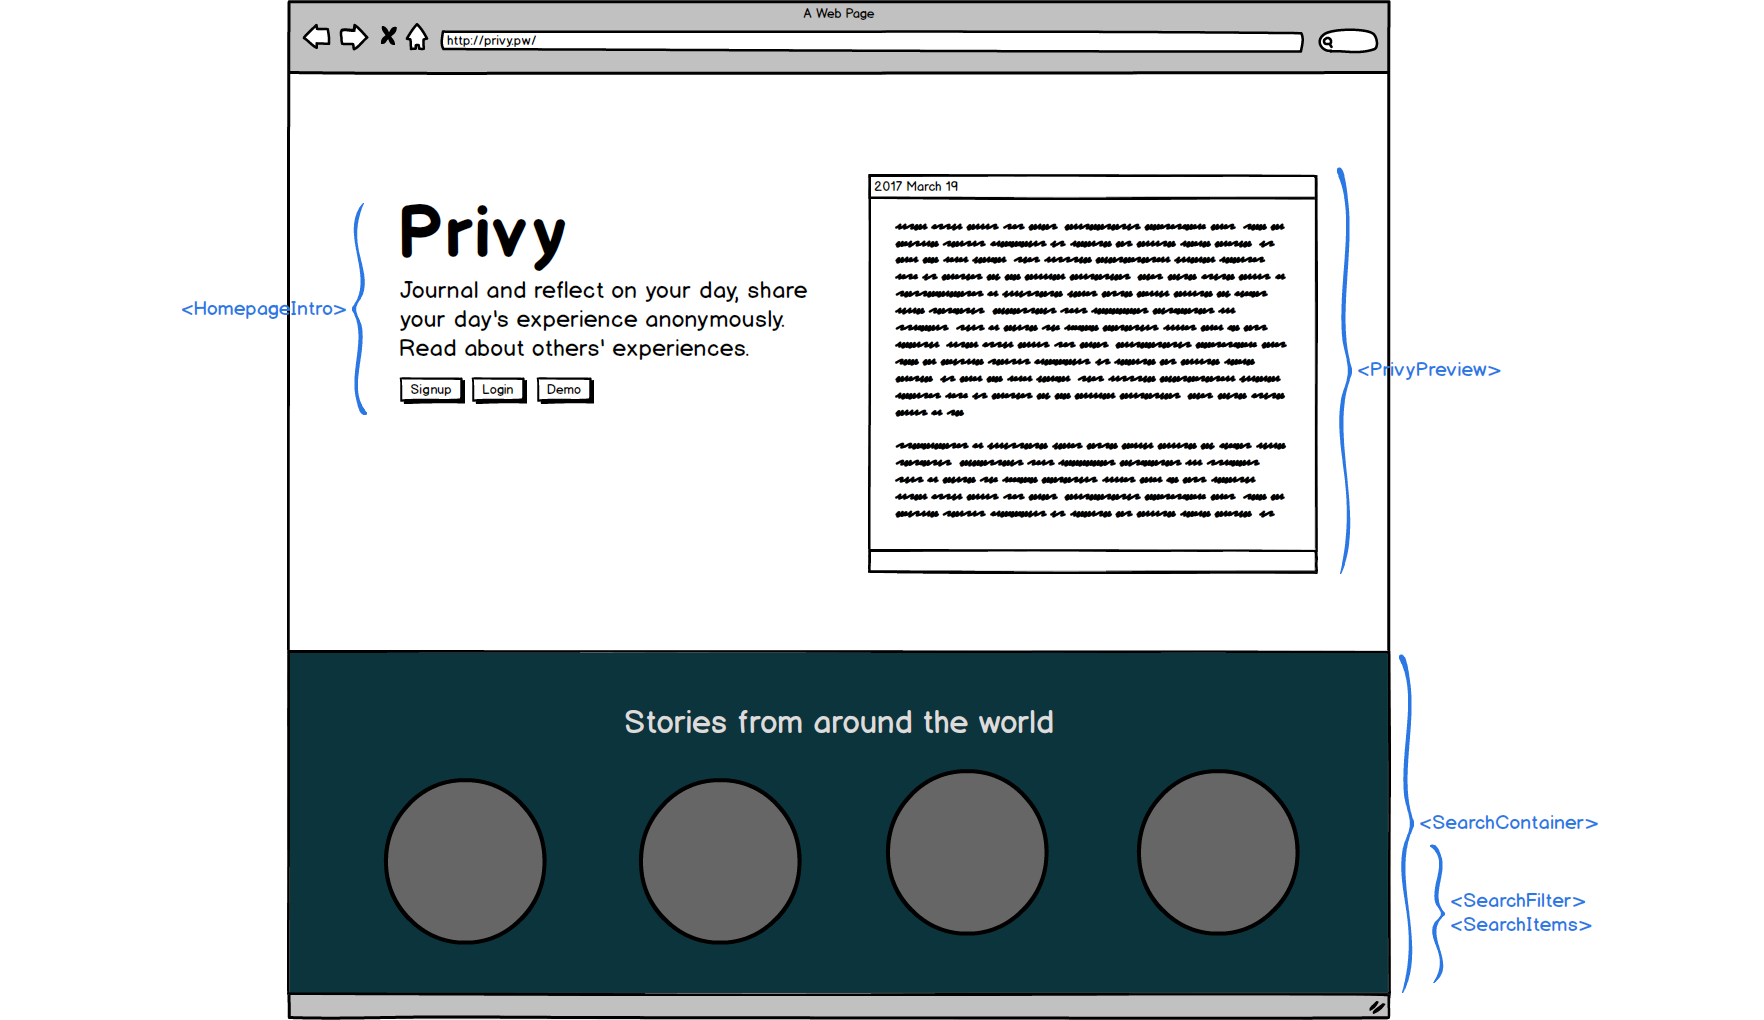 A Web Page
http://privy.pw/
2017 March 19
Privy
Journal and reflect on your day, share
your day's experience anonymously.
Read about others' experiences.
<HomepageIntro>
<PrivyPreview>
Signup Login Demo
Stories from around the world
<SearchContainer>
<SearchFilter>
<SearchItems>